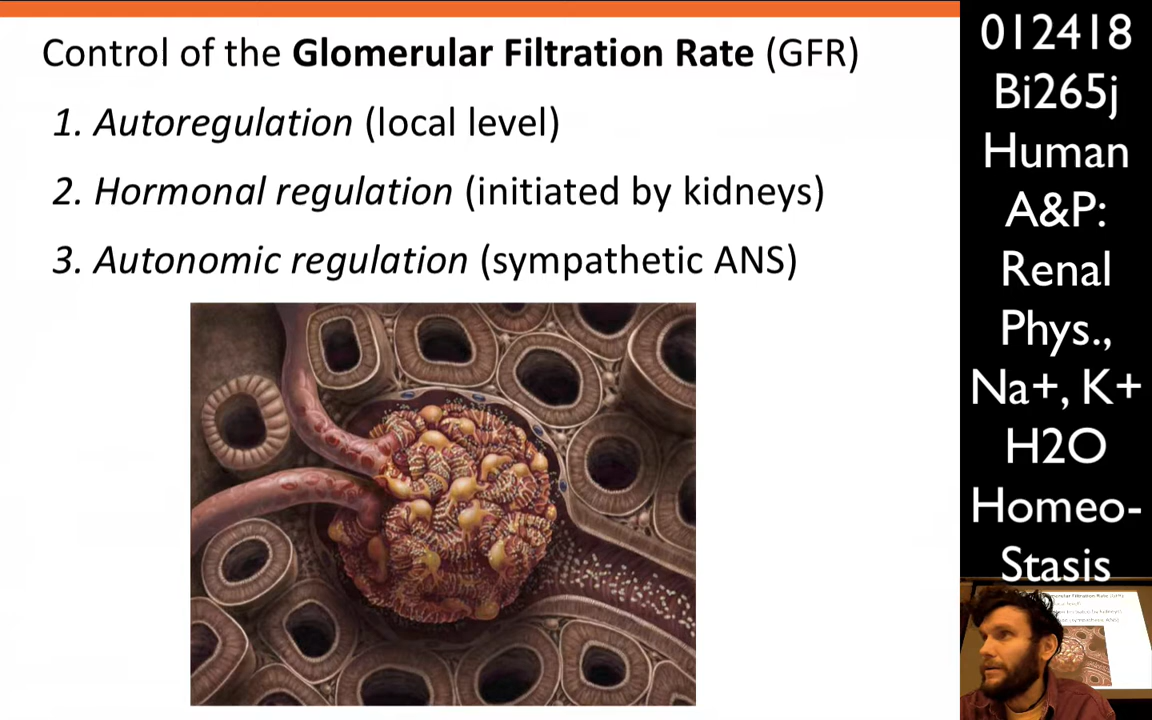 Control of the Glomerular Filtration Rate (GFR)
1. Autoregulation (local level)
2. Hormonal regulation (initiated by kidneys)
3. Autonomic regulation (sympathetic ANS)
012418
Bi265j
Human
A&P:
Renal
Phys.,
Na+, K+
H2O
Homeo-
Stasis